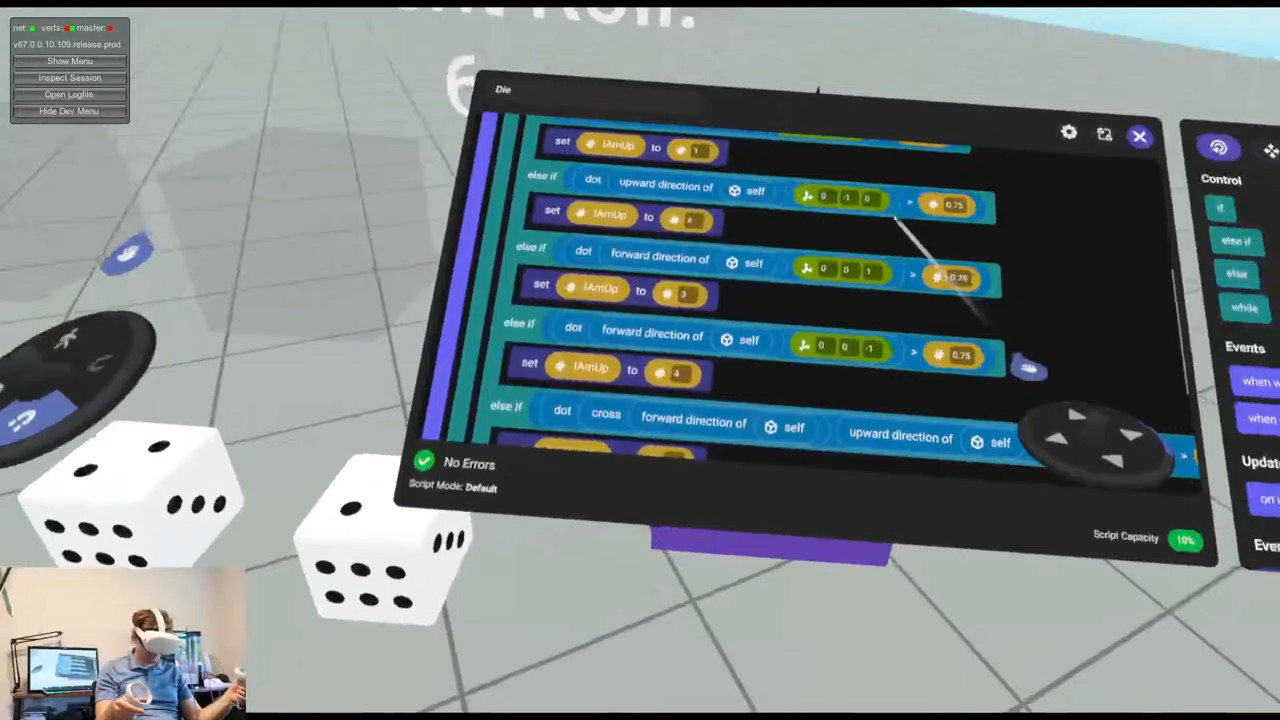 net: verts: master:
v67.0.0.10.109.release.prod
Show Menu
Inspect Session
Open Logfile
Hide Dev Menu
Roll:
6
Die
set # IAmUp to # 1
else if dot upward direction of self 0 -1 0 > # 0.75
set # IAmUp to # 6
else if dot forward direction of self 0 0 1 > # 0.75
set # IAmUp to # 3
else if dot forward direction of self 0 0 -1 > # 0.75
set # IAmUp to # 4
else if dot cross forward direction of self upward direction of self >
No Errors
Script Mode: Default
Script Capacity 10%
Control
if
else if
else
while
Events
when
when